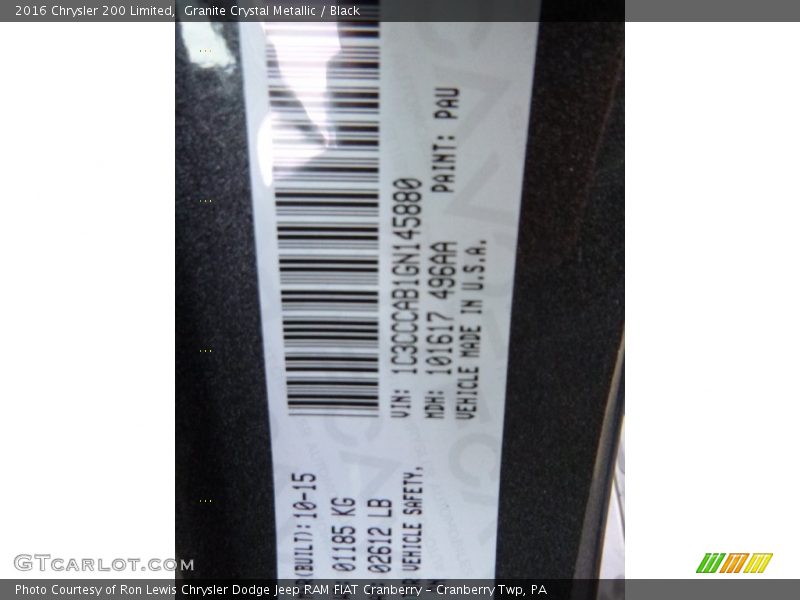 2016 Chrysler 200 Limited,  Granite Crystal Metallic / Black
(BUILT): 10-15
01185 KG
02612 LB
VEHICLE SAFETY,
VIN: 1C3CCCAB1GN145880
MDH: 101617 496AA PAINT: PAU
VEHICLE MADE IN U.S.A.
GTCARLOT.COM
Photo Courtesy of Ron Lewis Chrysler Dodge Jeep RAM FIAT Cranberry – Cranberry Twp, PA